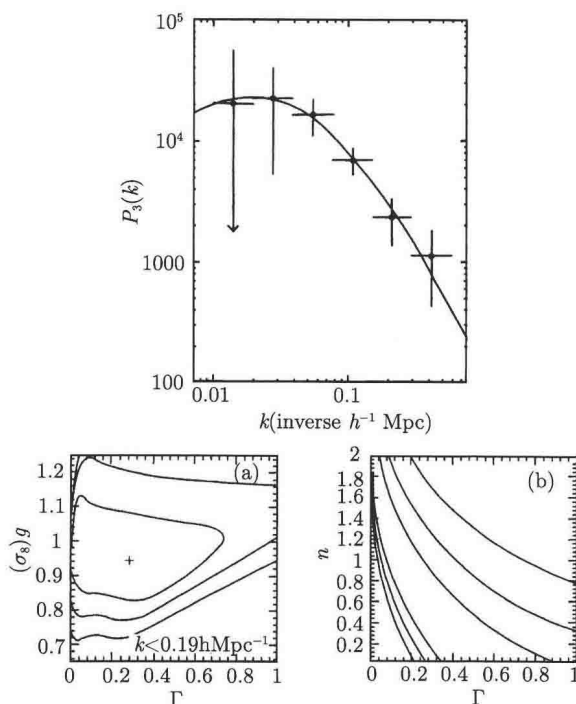 10⁵
10⁴
1000
100
P₃(k)
0.01 0.1
k(inverse h⁻¹ Mpc)
(a)
1.2
1.1
1
0.9
0.8
0.7
(σ₈)g
k<0.19hMpc⁻¹
0 0.2 0.4 0.6 0.8 1
Γ
(b)
2
1.8
1.6
1.4
1.2
1
0.8
0.6
0.4
0.2
n
0 0.2 0.4 0.6 0.8 1
Γ